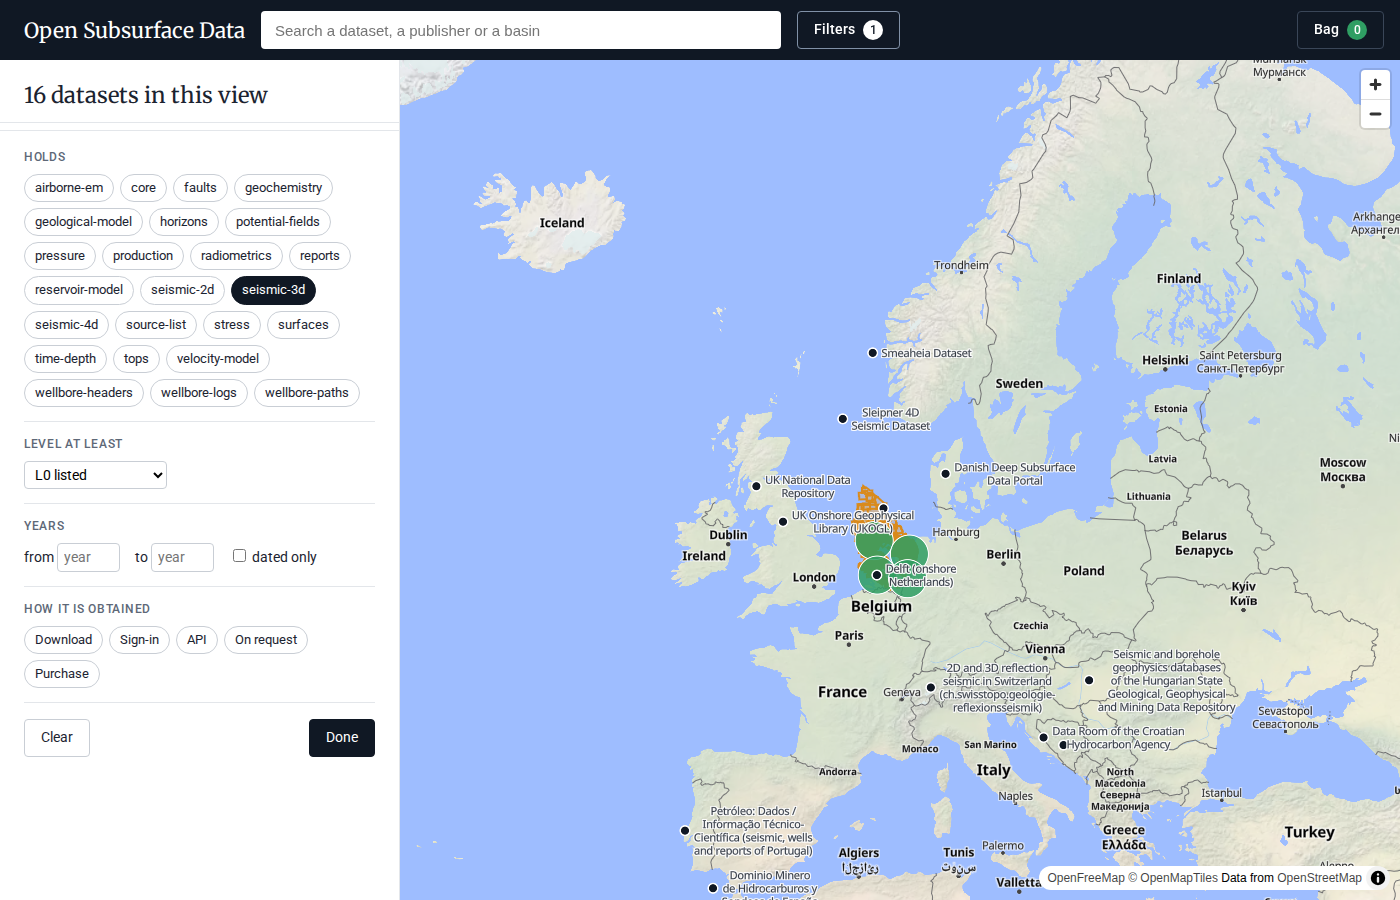 Open Subsurface Data
Search a dataset, a publisher or a basin
Filters 1
Bag 0
16 datasets in this view
HOLDS
airborne-em core faults geochemistry
geological-model horizons potential-fields
pressure production radiometrics reports
reservoir-model seismic-2d seismic-3d
seismic-4d source-list stress surfaces
time-depth tops velocity-model
wellbore-headers wellbore-logs wellbore-paths
LEVEL AT LEAST
L0 listed
YEARS
from year to year dated only
HOW IT IS OBTAINED
Download Sign-in API On request
Purchase
Clear Done
Мурманск
+
−
Iceland
Trondheim
Finland
Smeaheia Dataset
Helsinki
Saint Petersburg
Санкт-Петербург
Sweden
Sleipner 4D
Seismic Dataset
Estonia
Latvia
Moscow
Москва
Danish Deep Subsurface
Data Portal
UK National Data
Repository
Lithuania
UK Onshore Geophysical
Library (UKOGL)
Hamburg
Dublin
Ireland
Belarus
Беларусь
Berlin
Poland
Delft (onshore
Netherlands)
London
Belgium
Kyiv
Київ
Czechia
Paris
Vienna
2D and 3D reflection
seismic in Switzerland
(ch.swisstopo:geologie-
reflexionsseismik)
Seismic and borehole
geophysics databases
of the Hungarian State
Geological, Geophysical
and Mining Data Repository
France
Geneva
Sevastopol
Севастополь
Data Room of the Croatian
Hydrocarbon Agency
Monaco
San Marino
Andorra
Italy
North
Macedonia
Северна
Македонија
Naples
Istanbul
Petróleo: Dados /
Informação Técnico-
Científica (seismic, wells
and reports of Portugal)
Greece
Ελλάδα
Turkey
Algiers
الجزائر
Tunis
تونس
Palermo
Dominio Minero
de Hidrocarburos y
Valletta
OpenFreeMap © OpenMapTiles Data from OpenStreetMap